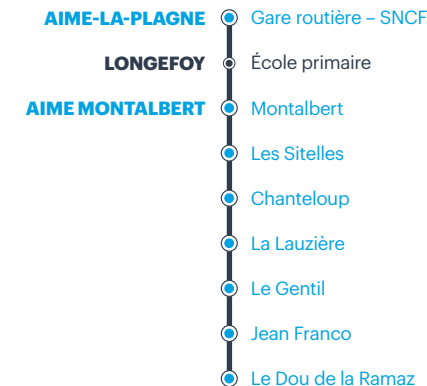 AIME-LA-PLAGNE Gare routière – SNCF
LONGEFOY École primaire
AIME MONTALBERT Montalbert
Les Sitelles
Chanteloup
La Lauzière
Le Gentil
Jean Franco
Le Dou de la Ramaz